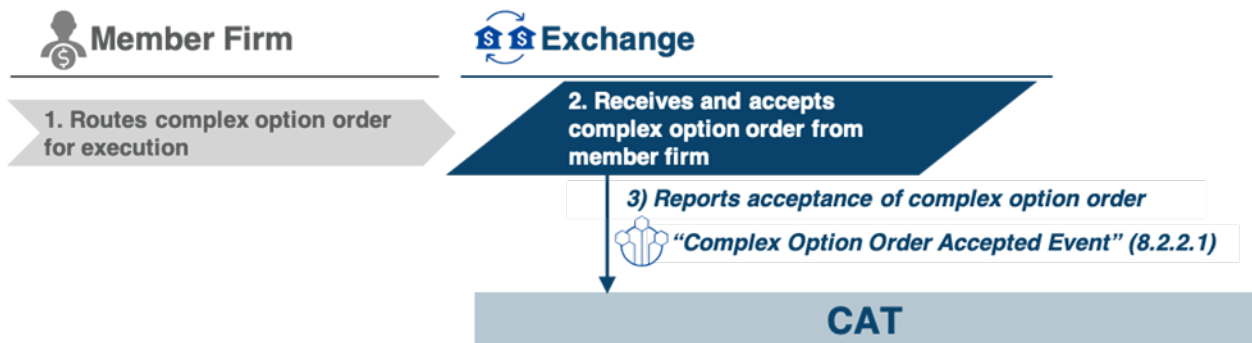 Member Firm
Exchange
1. Routes complex option order
for execution
2. Receives and accepts
complex option order from
member firm
3) Reports acceptance of complex option order
“Complex Option Order Accepted Event” (8.2.2.1)
CAT